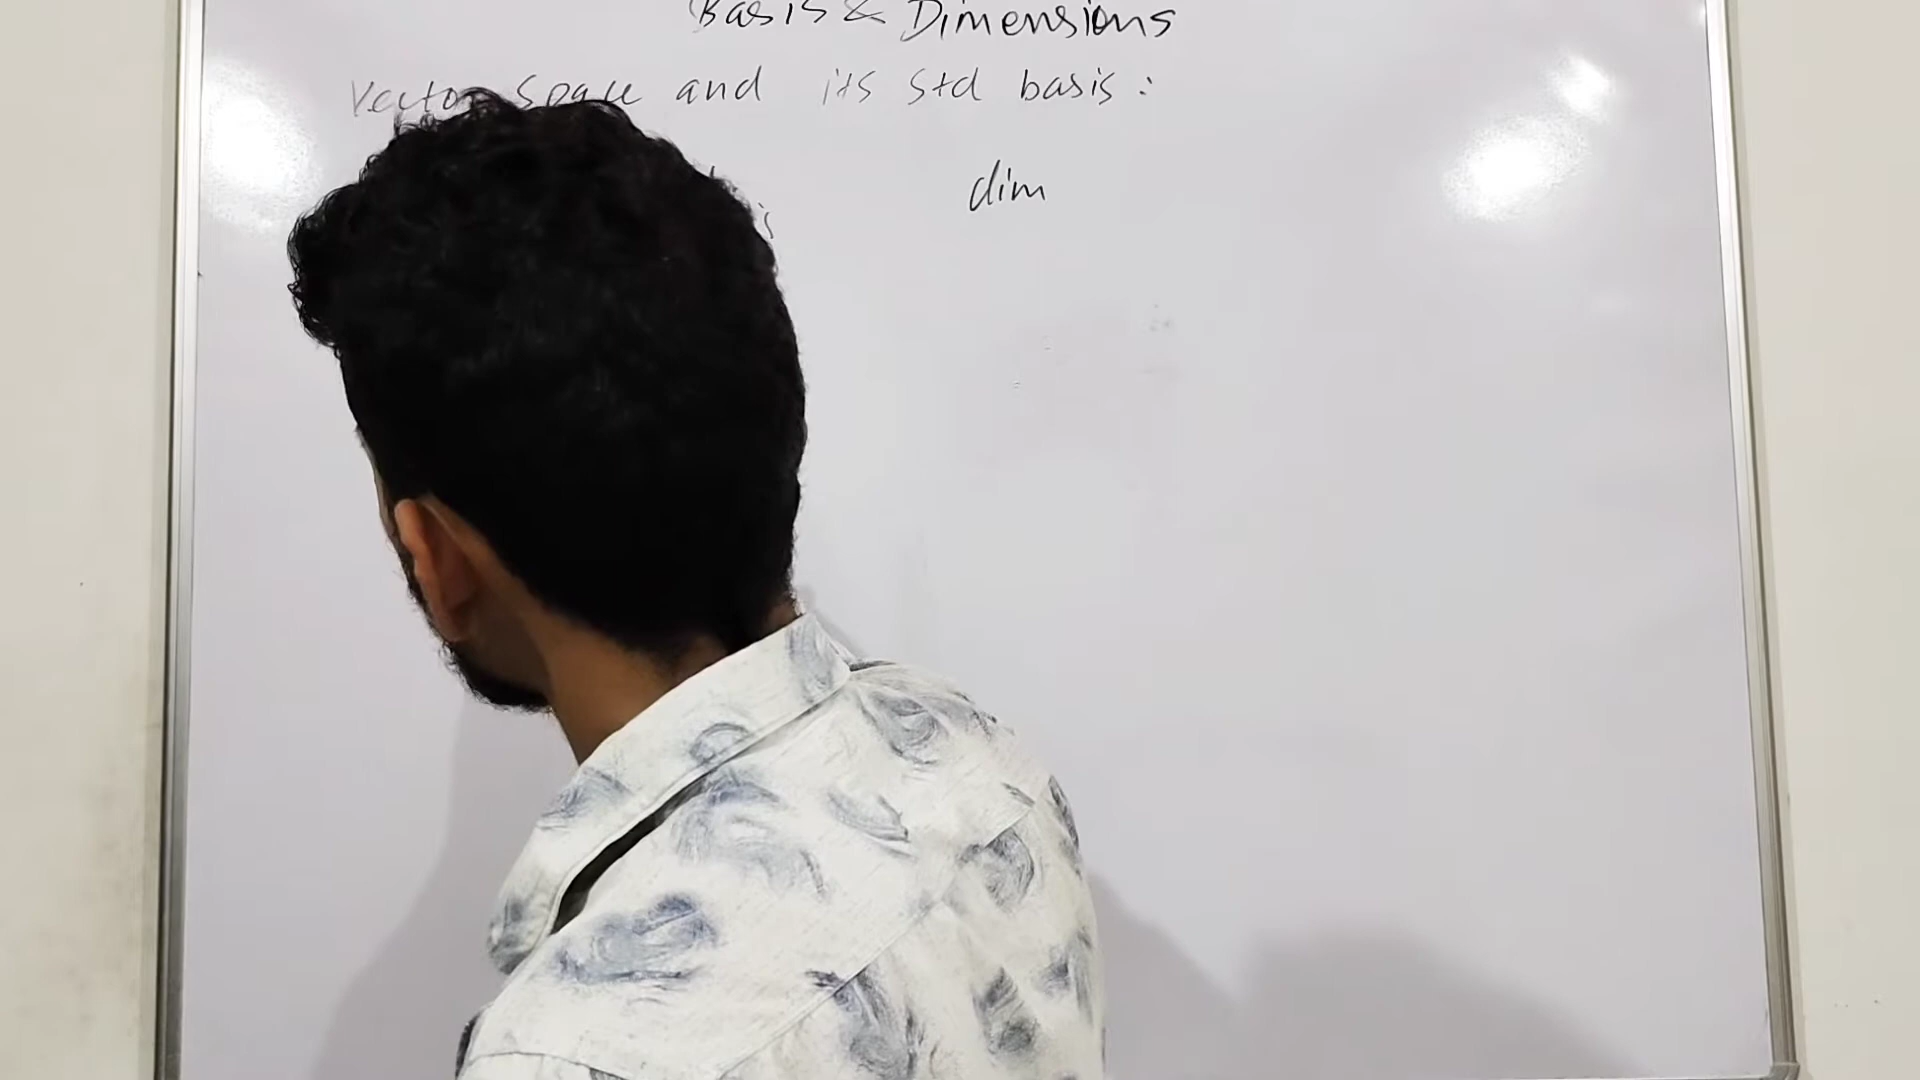 Basis & Dimensions
Vector space and its std basis :
dim